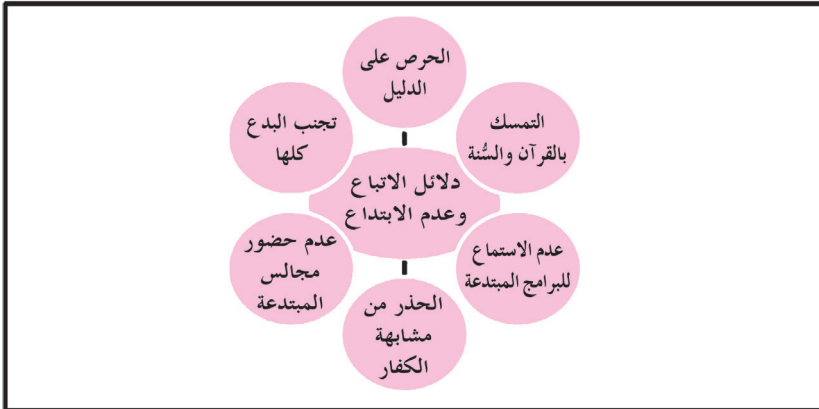 الحرص على
الدليل
التمسك
بالقرآن والسُّنة
تجنب البدع
كلها
دلائل الاتباع
وعدم الابتداع
عدم الاستماع
للبرامج المبتدعة
عدم حضور
مجالس
المبتدعة
الحذر من
مشابهة
الكفار